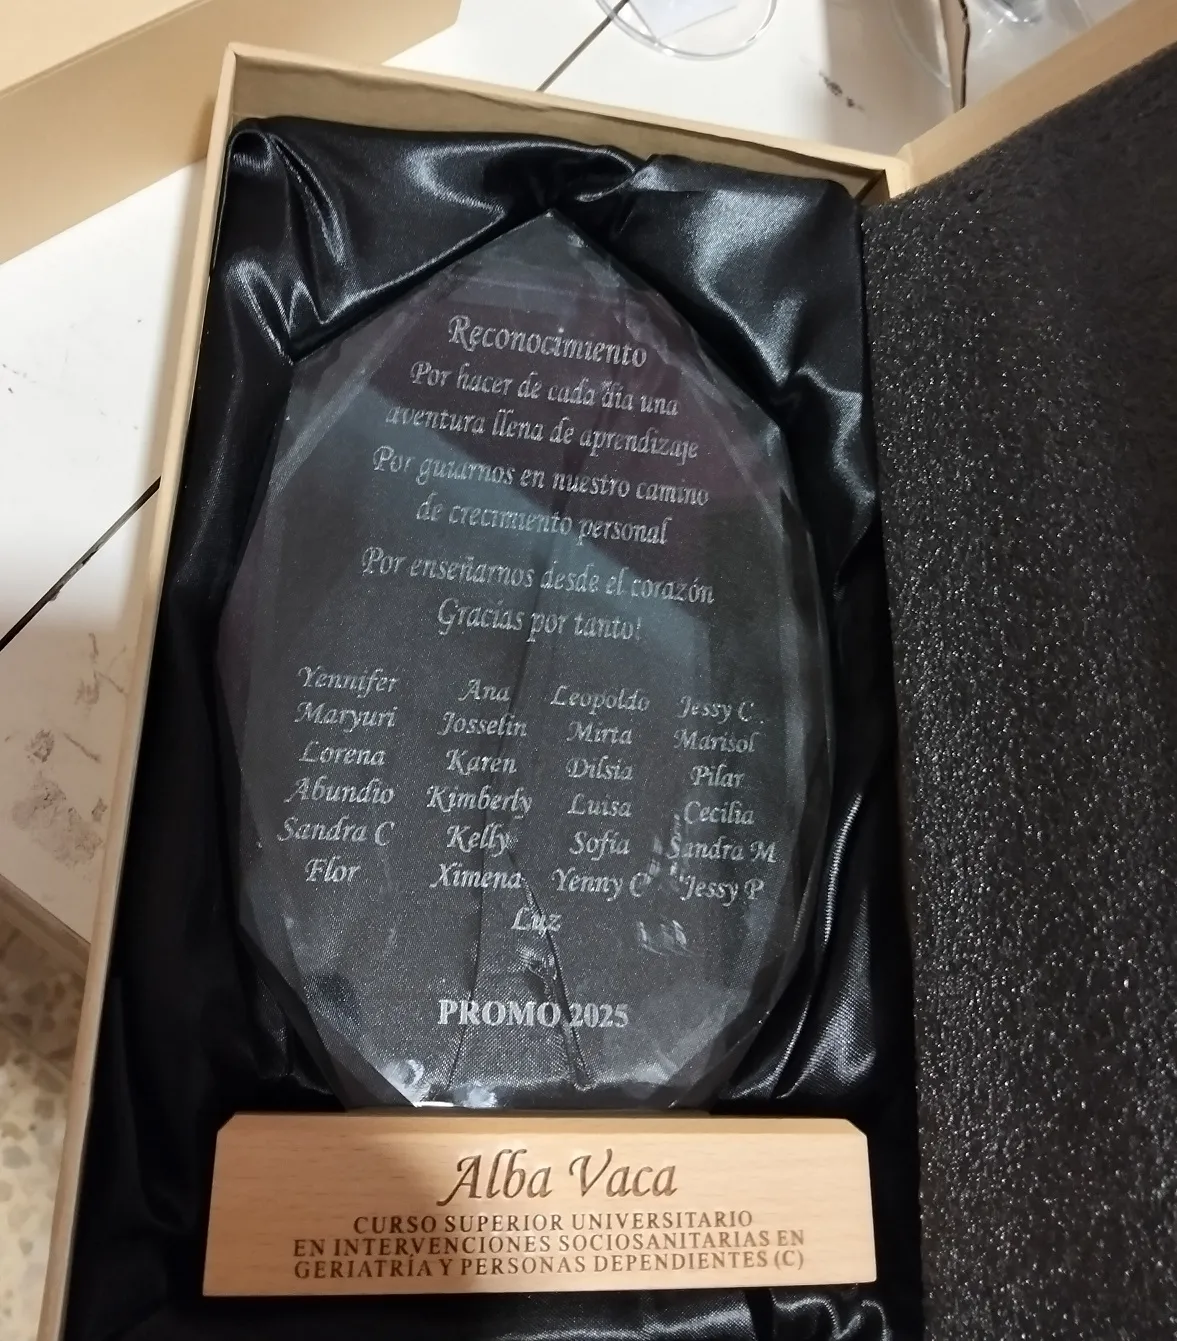 Reconocimiento
Por hacer de cada día una
aventura llena de aprendizaje
Por guiarnos en nuestro camino
de crecimiento personal
Por enseñarnos desde el corazón
Gracias por tanto!
Yennifer Ana Leopoldo Jessy C.
Maryuri Josselin Mirta Marisol
Lorena Karen Dilsia Pilar
Abundio Kimberly Luisa Cecilia
Sandra C Kelly Sofía Sandra M
Flor Ximena Yenny C Jessy P
Luz
PROMO 2025
Alba Vaca
CURSO SUPERIOR UNIVERSITARIO
EN INTERVENCIONES SOCIOSANITARIAS EN
GERIATRÍA Y PERSONAS DEPENDIENTES (C)